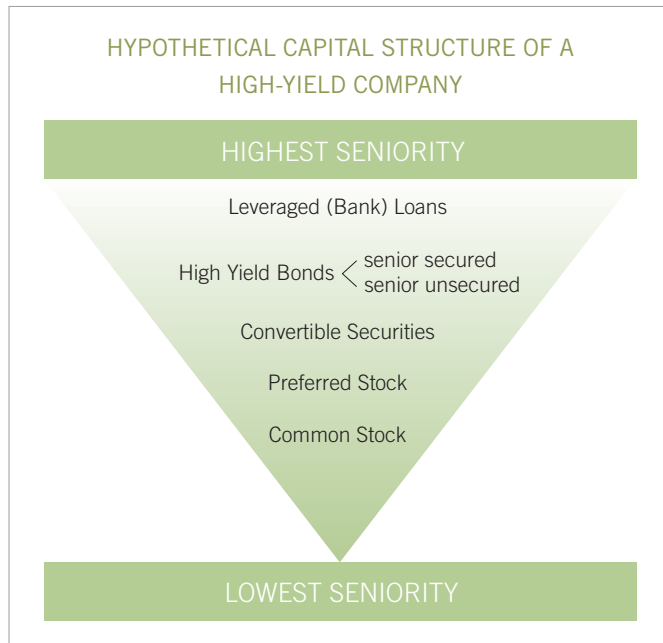 HYPOTHETICAL CAPITAL STRUCTURE OF A
HIGH-YIELD COMPANY
HIGHEST SENIORITY
Leveraged (Bank) Loans
High Yield Bonds < senior secured
senior unsecured
Convertible Securities
Preferred Stock
Common Stock
LOWEST SENIORITY